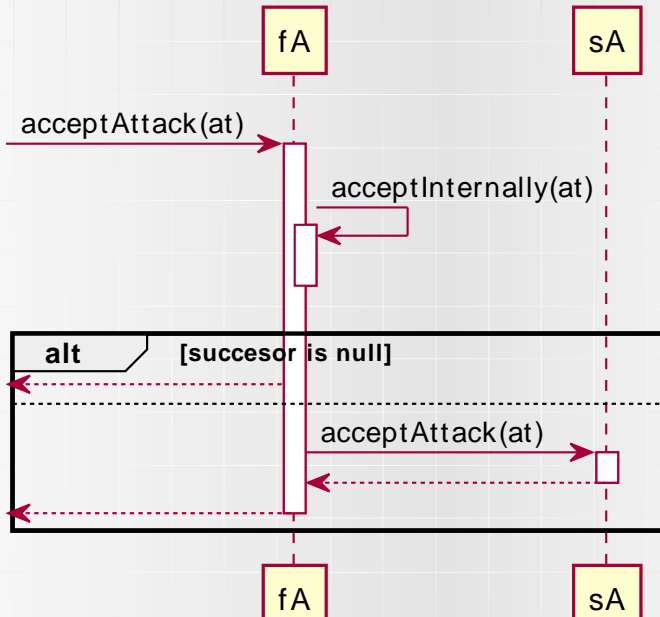 fA
sA
acceptAttack(at)
acceptInternally(at)
alt
[succesor is null]
acceptAttack(at)
fA
sA